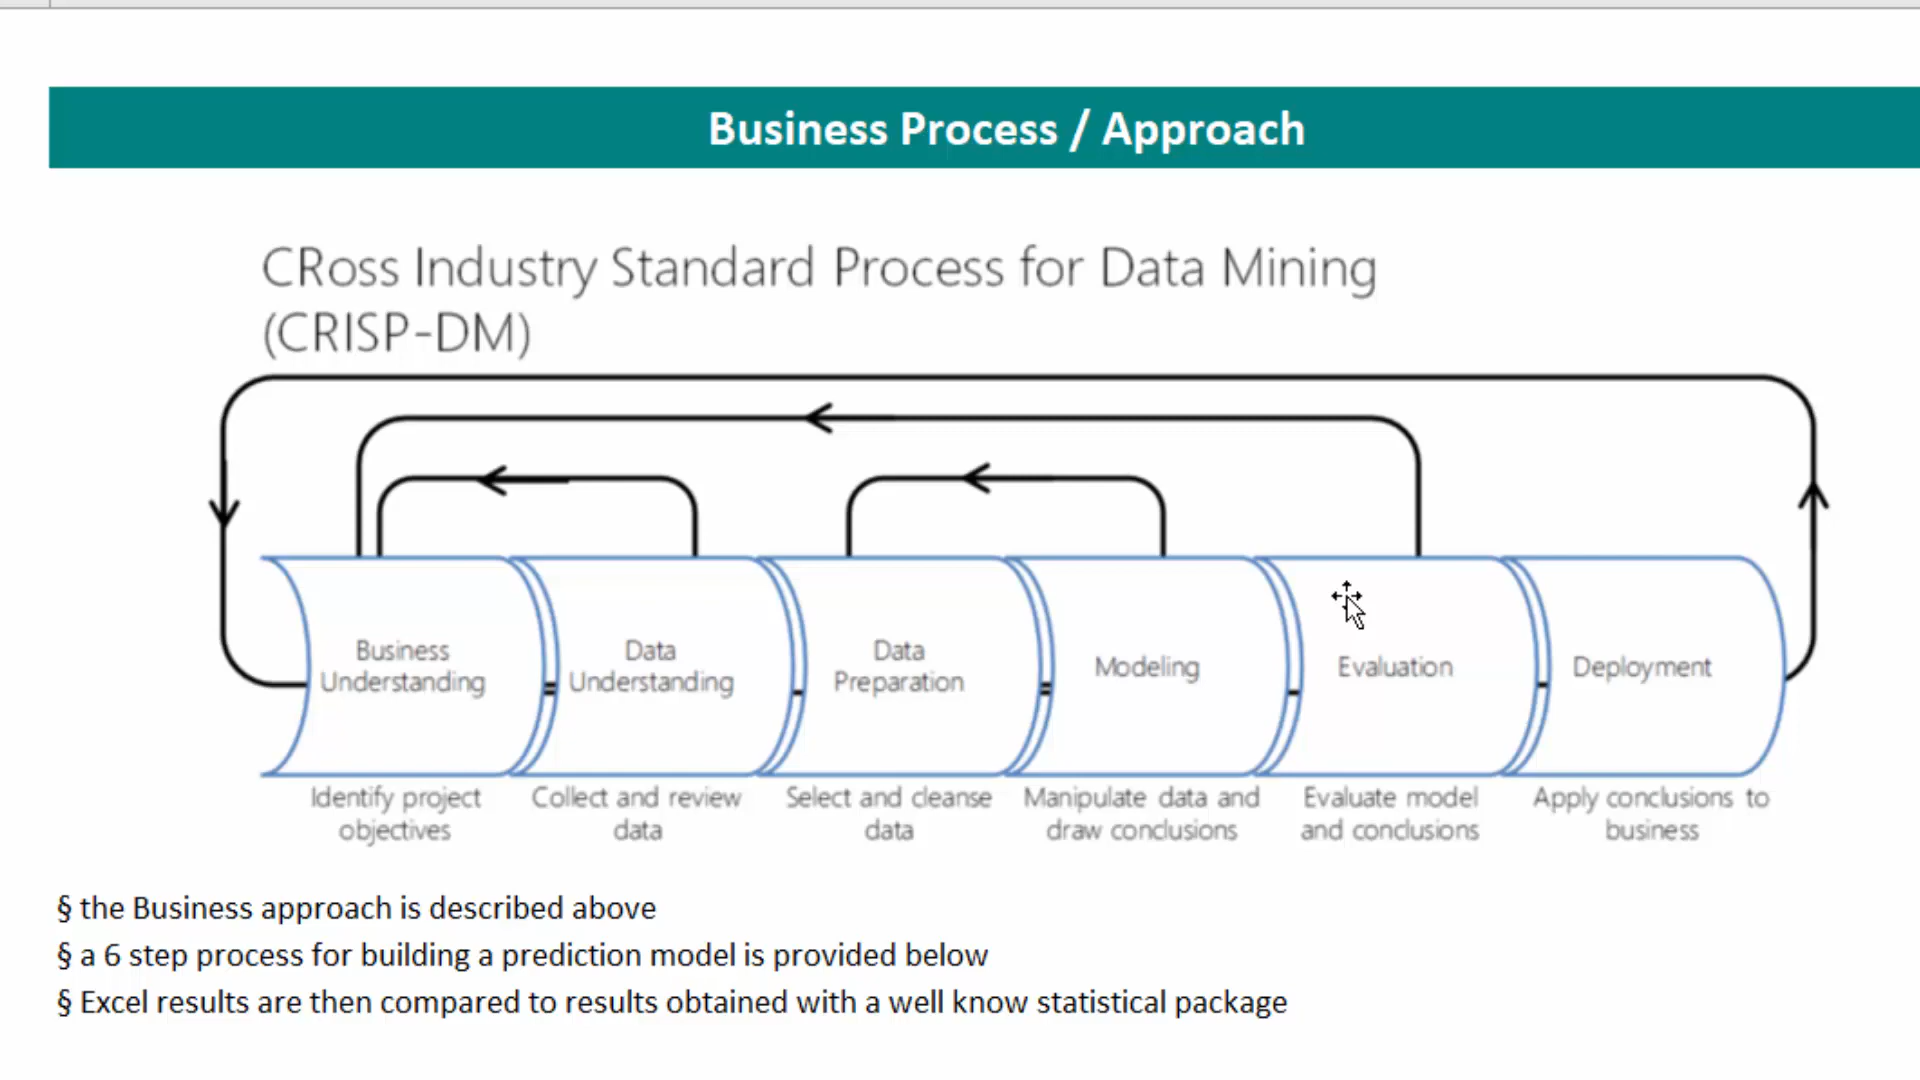 Business Process / Approach
CRoss Industry Standard Process for Data Mining
(CRISP-DM)
Business
Understanding
Data
Understanding
Data
Preparation
Modeling
Evaluation
Deployment
Identify project
objectives
Collect and review
data
Select and cleanse
data
Manipulate data and
draw conclusions
Evaluate model
and conclusions
Apply conclusions to
business
§ the Business approach is described above
§ a 6 step process for building a prediction model is provided below
§ Excel results are then compared to results obtained with a well know statistical package